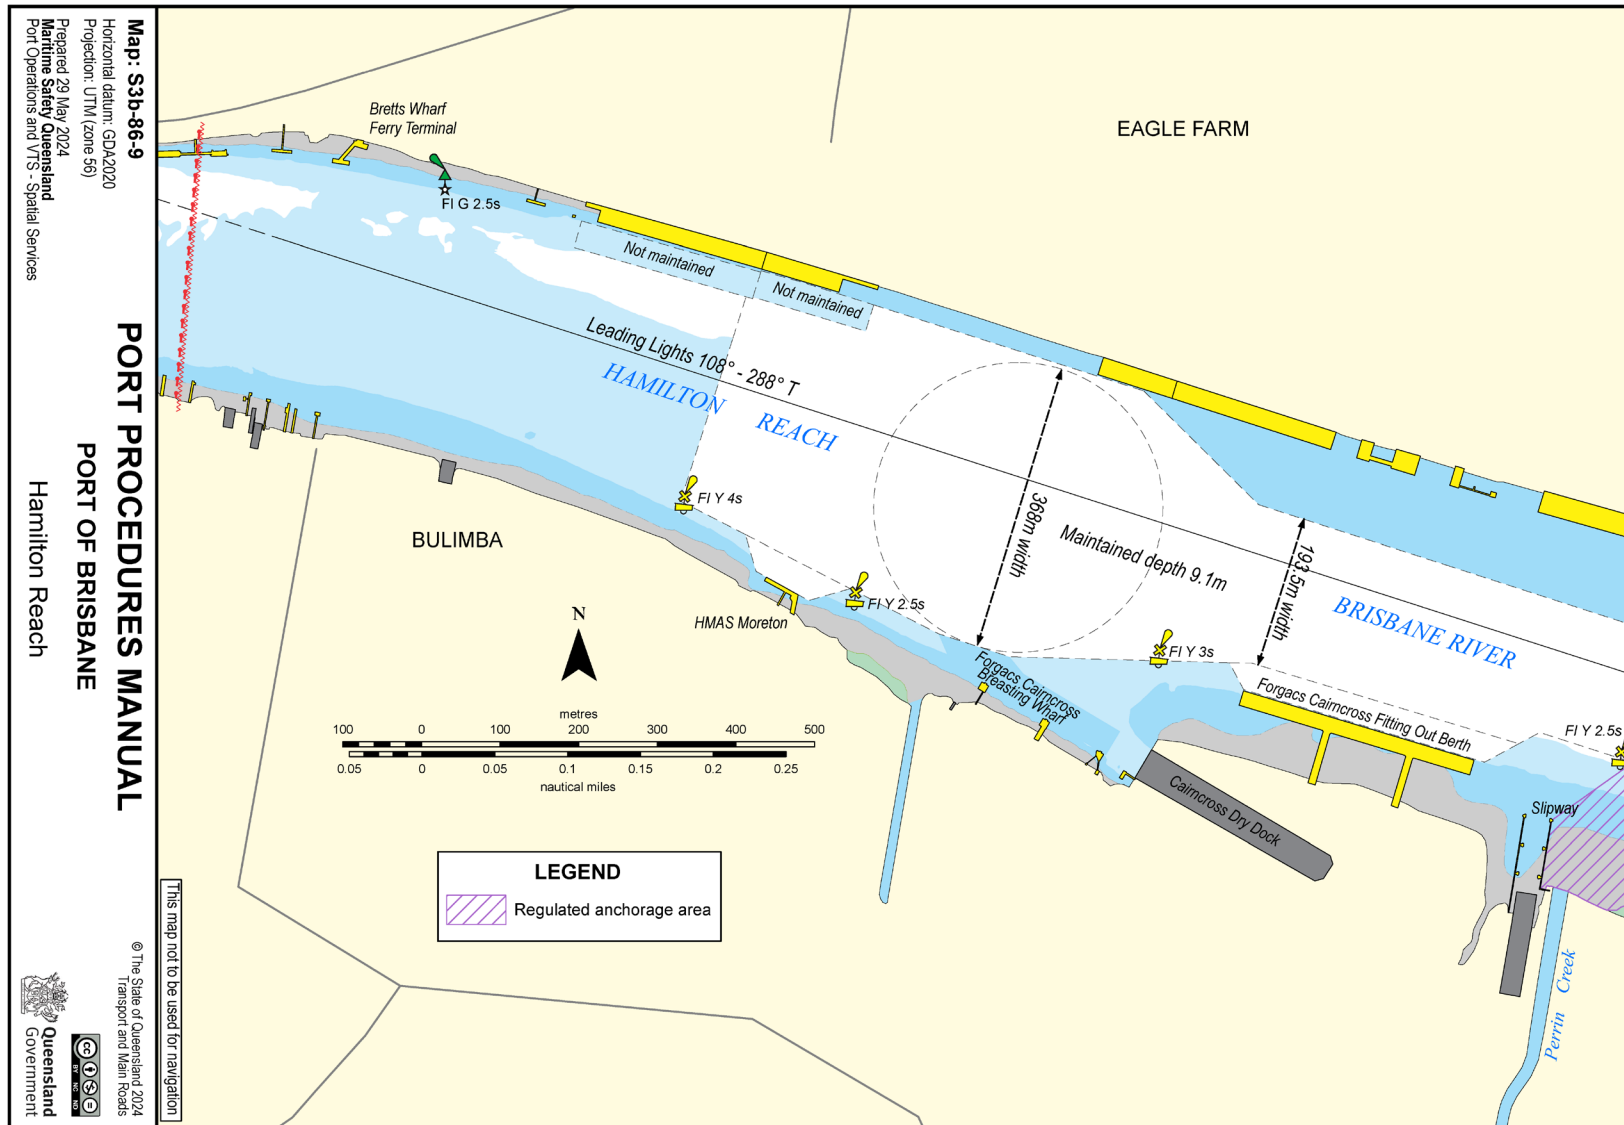 Map: S3b-86-9
Horizontal datum: GDA2020
Projection: UTM (zone 56)
Prepared 29 May 2024
Maritime Safety Queensland
Port Operations and VTS - Spatial Services
PORT PROCEDURES MANUAL
PORT OF BRISBANE
Hamilton Reach
© The State of Queensland 2024
Transport and Main Roads
cc
BY NC ND
Queensland
Government
This map not to be used for navigation
Bretts Wharf
Ferry Terminal
Fl G 2.5s
EAGLE FARM
Not maintained
Not maintained
Leading Lights 108° - 288° T
HAMILTON REACH
Fl Y 4s
368m width
Maintained depth 9.1m
193.5m width
BRISBANE RIVER
BULIMBA
HMAS Moreton
Fl Y 2.5s
Fl Y 3s
Forgacs Cairncross
Breasting Wharf
Forgacs Cairncross Fitting Out Berth
Fl Y 2.5s
Cairncross Dry Dock
Slipway
Perrin Creek
N
metres
100 0 100 200 300 400 500
0.05 0 0.05 0.1 0.15 0.2 0.25
nautical miles
LEGEND
Regulated anchorage area